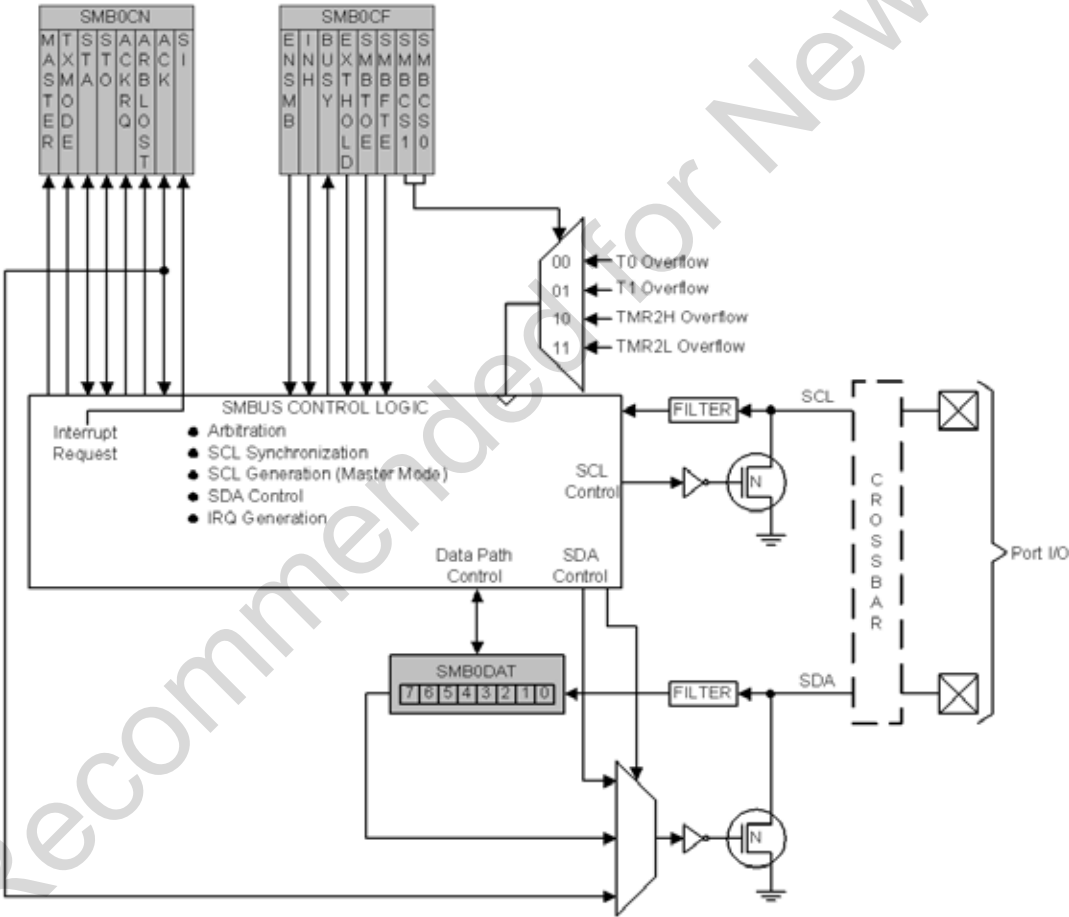 SMB0CN
MASTER
TXMODE
STA
STO
ACKRQ
ARBLOST
ACK
SI
SMB0CF
ENSMB
INH
BUSY
EXTHOLD
SMBTOE
SMBFTE
SMBCS1
SMBCS0
00
01
10
11
T0 Overflow
T1 Overflow
TMR2H Overflow
TMR2L Overflow
SMBUS CONTROL LOGIC
Interrupt
Request
● Arbitration
● SCL Synchronization
● SCL Generation (Master Mode)
● SDA Control
● IRQ Generation
SCL
Control
Data Path
Control
SDA
Control
FILTER
SCL
N
CROSSBAR
Port I/O
SMB0DAT
7 6 5 4 3 2 1 0
FILTER
SDA
N
Recommended for New